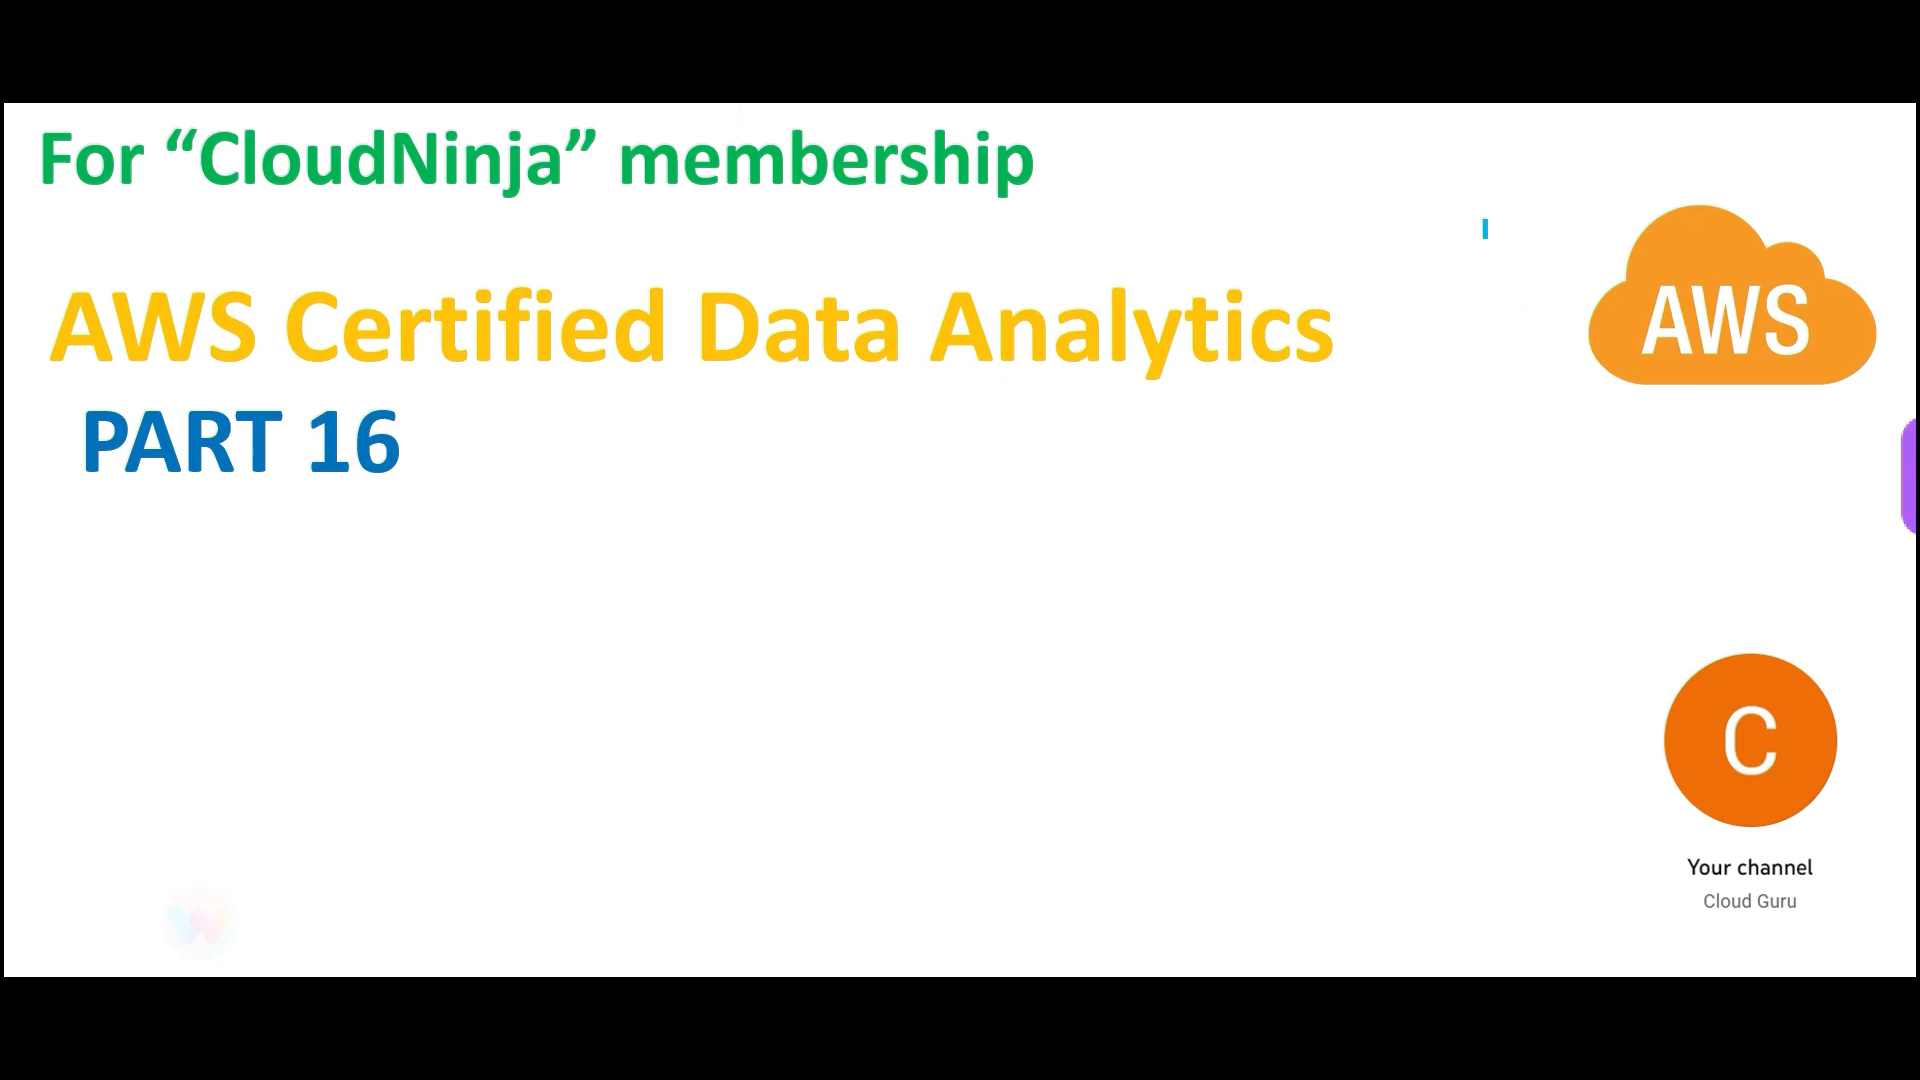 For “CloudNinja” membership
AWS Certified Data Analytics
PART 16
AWS
C
Your channel
Cloud Guru